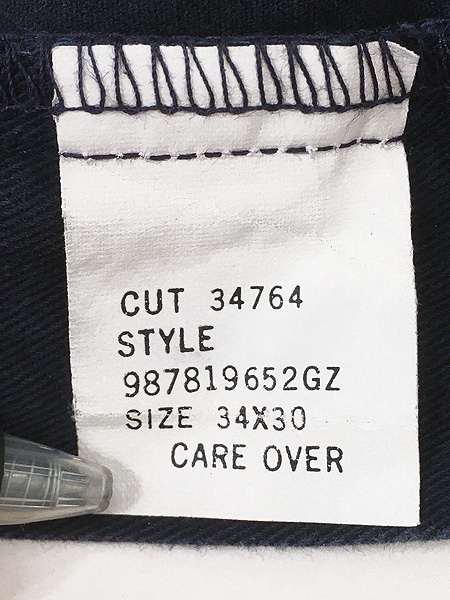 CUT 34764
STYLE
987819652GZ
SIZE 34X30
CARE OVER